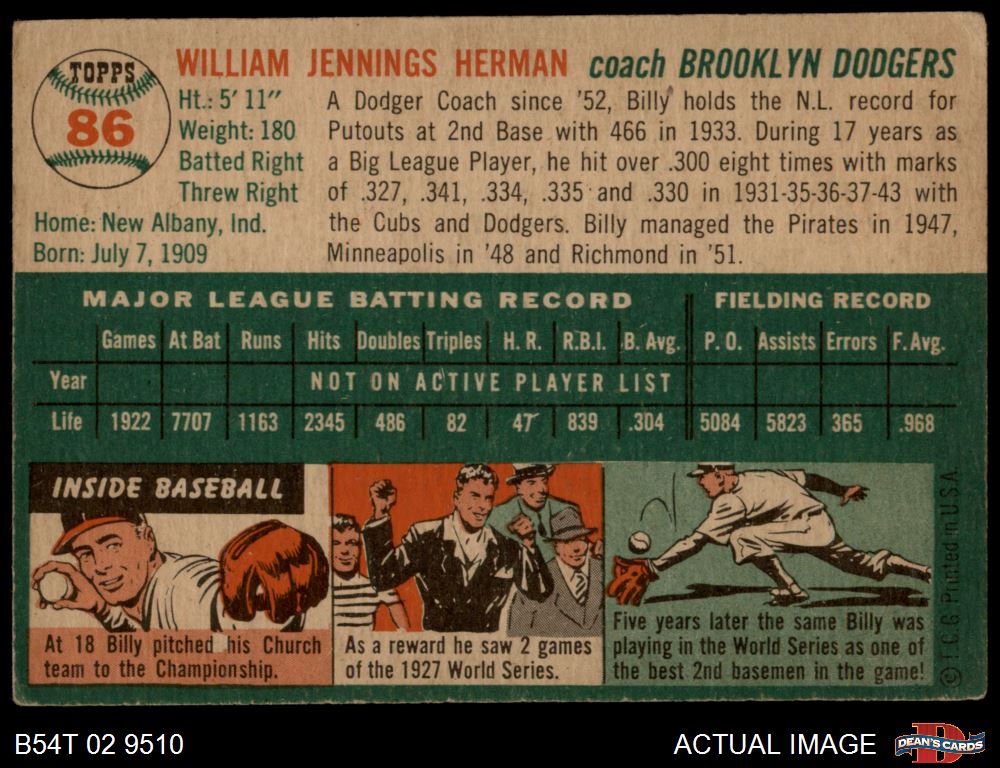 TOPPS
86
WILLIAM JENNINGS HERMAN coach BROOKLYN DODGERS
Ht.: 5' 11"
Weight: 180
Batted Right
Threw Right
Home: New Albany, Ind.
Born: July 7, 1909
A Dodger Coach since '52, Billy holds the N.L. record for
Putouts at 2nd Base with 466 in 1933. During 17 years as
a Big League Player, he hit over .300 eight times with marks
of .327, .341, .334, .335 and .330 in 1931-35-36-37-43 with
the Cubs and Dodgers. Billy managed the Pirates in 1947,
Minneapolis in '48 and Richmond in '51.
MAJOR LEAGUE BATTING RECORD FIELDING RECORD
Games At Bat Runs Hits Doubles Triples H. R. R.B.I. B. Avg. P. O. Assists Errors F. Avg.
Year NOT ON ACTIVE PLAYER LIST
Life 1922 7707 1163 2345 486 82 47 839 .304 5084 5823 365 .968
INSIDE BASEBALL
At 18 Billy pitched his Church
team to the Championship.
As a reward he saw 2 games
of the 1927 World Series.
Five years later the same Billy was
playing in the World Series as one of
the best 2nd basemen in the game!
© T.C.G. Printed in U.S.A.
B54T 02 9510
ACTUAL IMAGE
DEAN'S CARDS